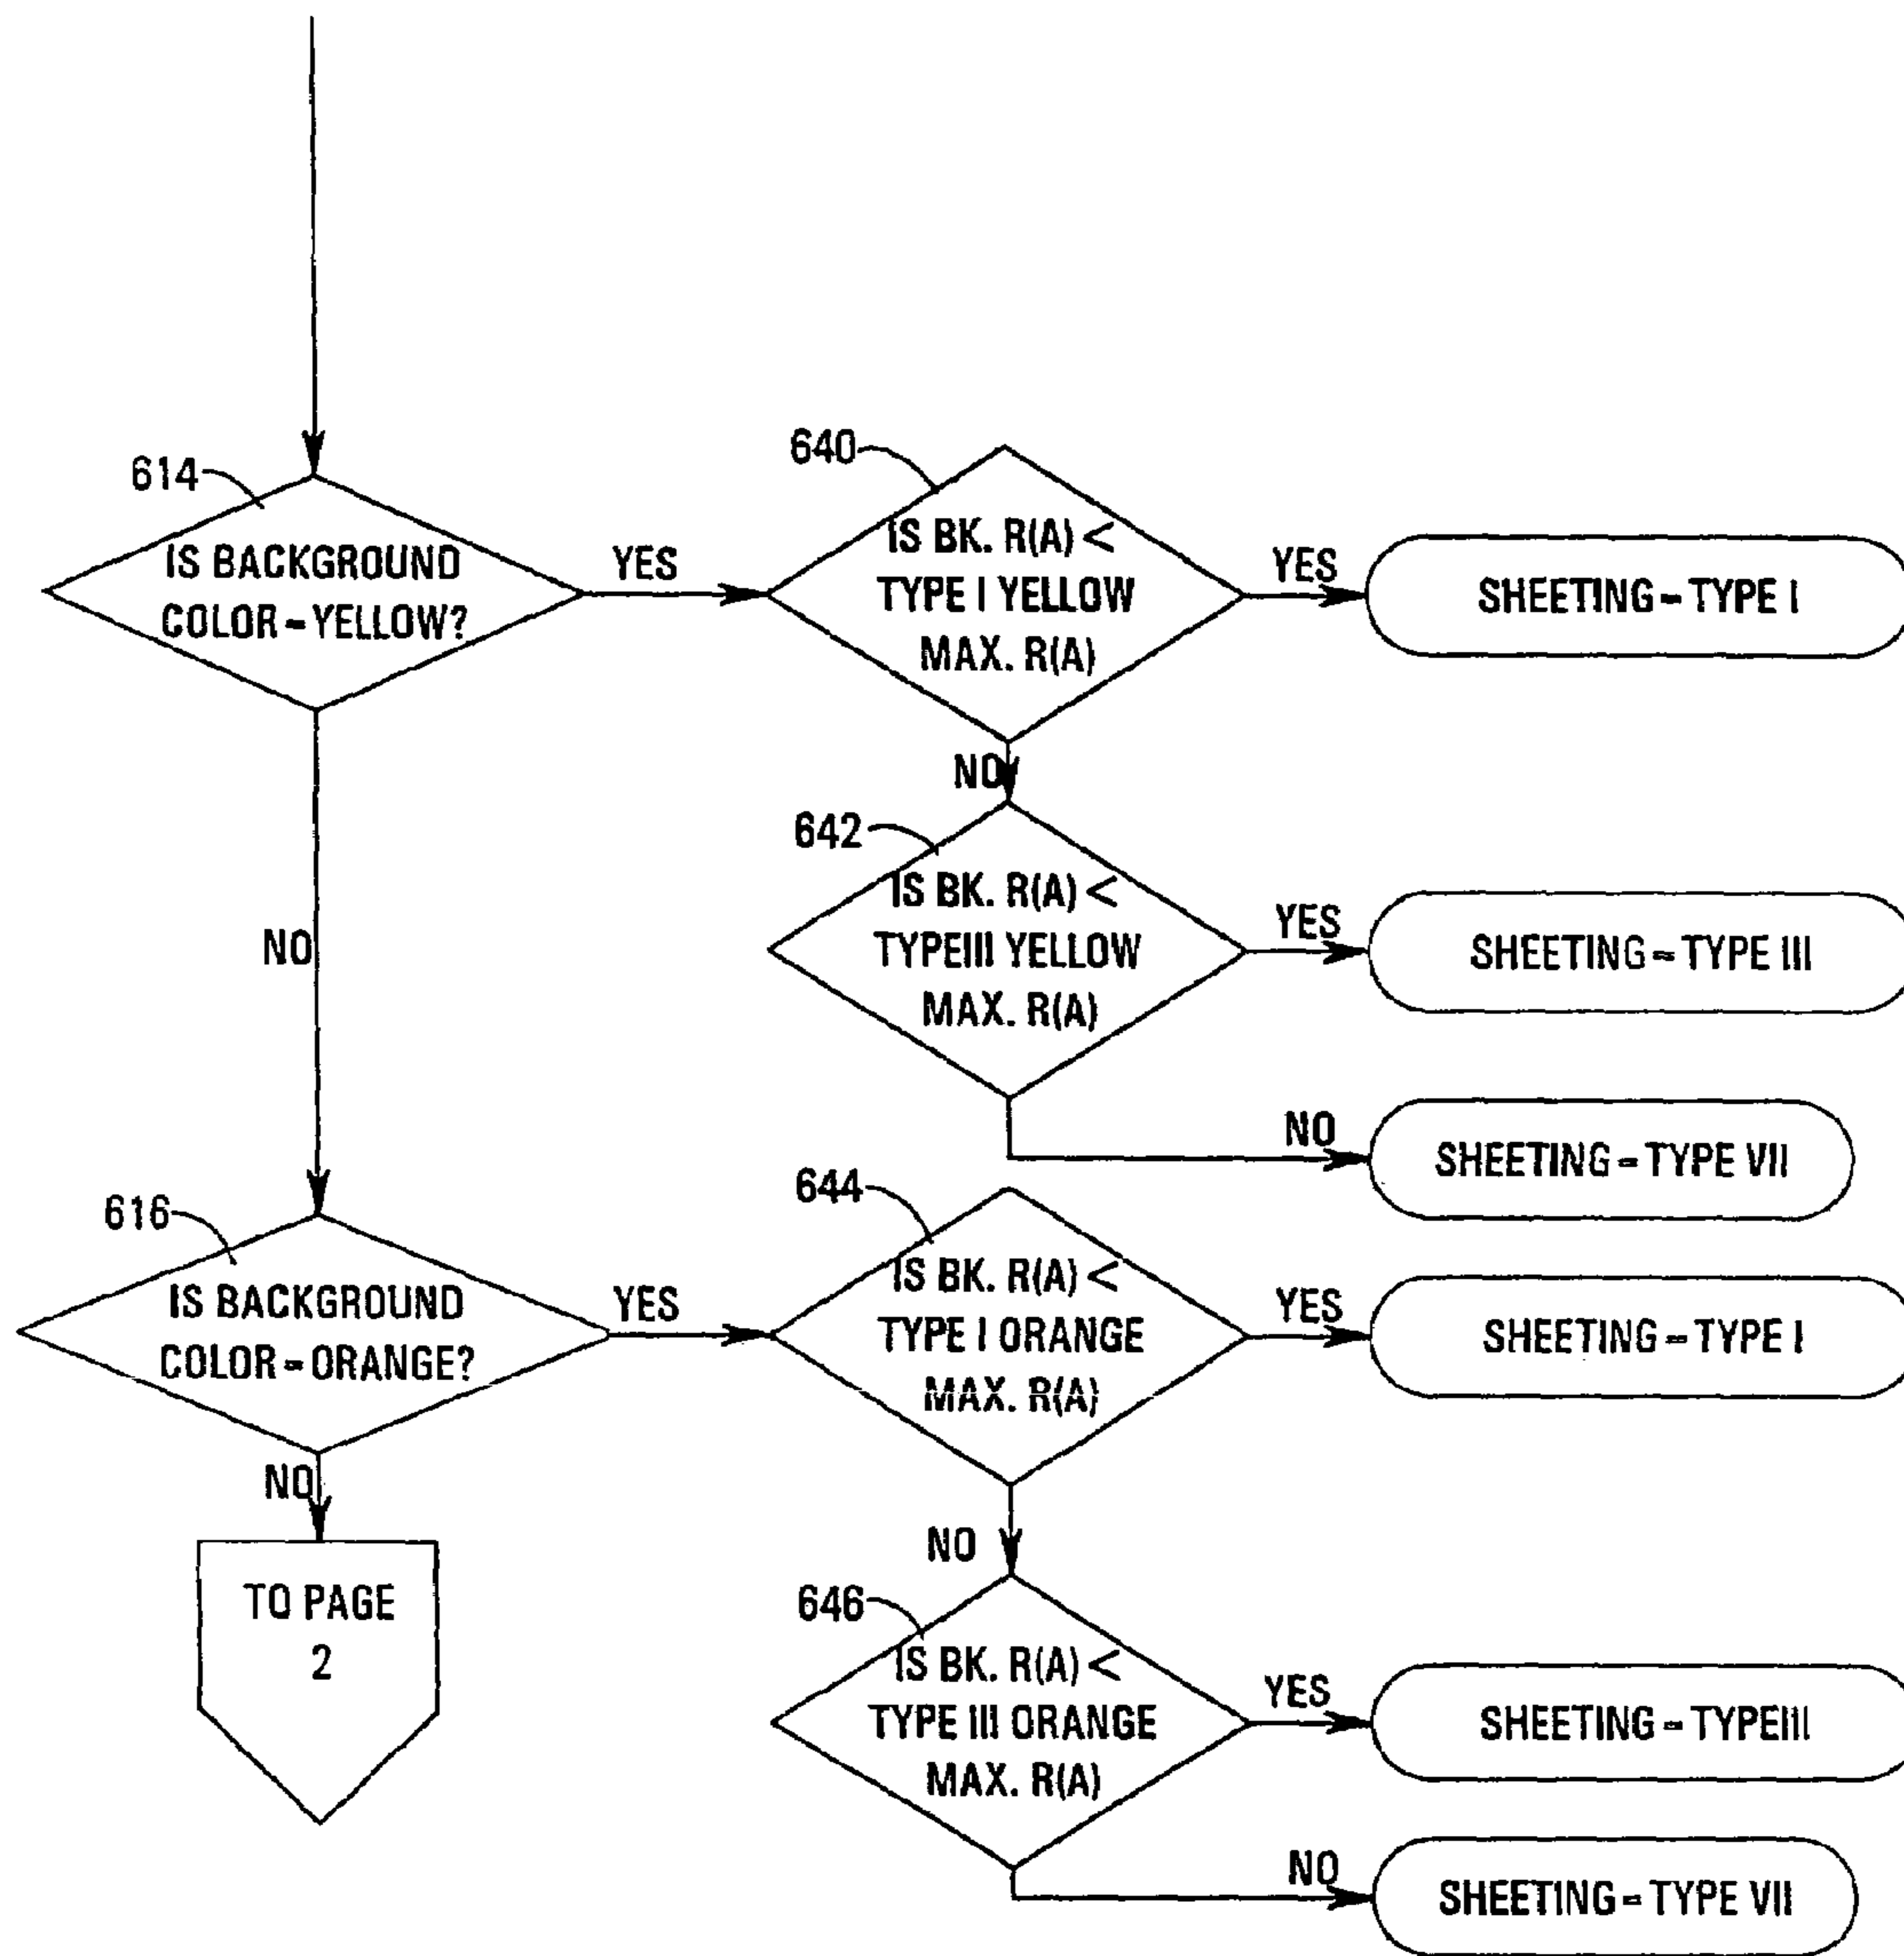 614
IS BACKGROUND
COLOR = YELLOW?
YES
640
IS BK. R(A) <
TYPE I YELLOW
MAX. R(A)
YES
SHEETING = TYPE I
NO
642
IS BK. R(A) <
TYPEIII YELLOW
MAX. R(A)
YES
SHEETING = TYPE III
NO
SHEETING = TYPE VII
NO
616
IS BACKGROUND
COLOR = ORANGE?
YES
644
IS BK. R(A) <
TYPE I ORANGE
MAX. R(A)
YES
SHEETING = TYPE I
NO
TO PAGE
2
NO
646
IS BK. R(A) <
TYPE III ORANGE
MAX. R(A)
YES
SHEETING = TYPEIII
NO
SHEETING = TYPE VII